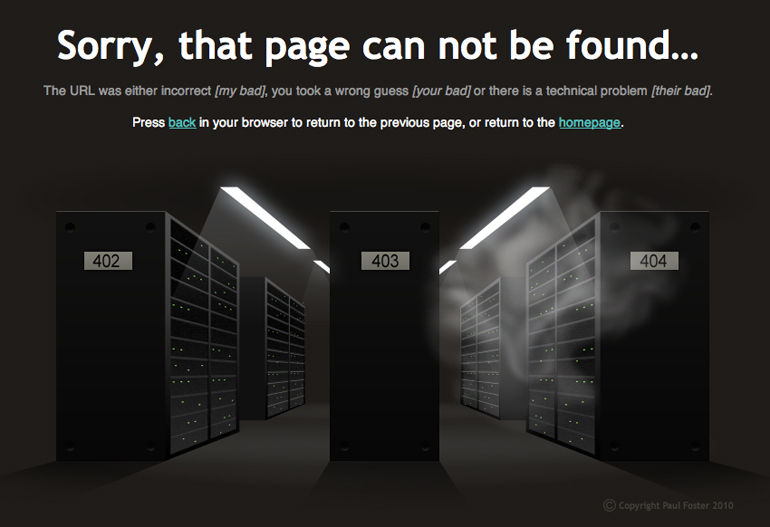 Sorry, that page can not be found...
The URL was either incorrect [my bad], you took a wrong guess [your bad] or there is a technical problem [their bad].
Press back in your browser to return to the previous page, or return to the homepage.
402
403
404
© Copyright Paul Foster 2010